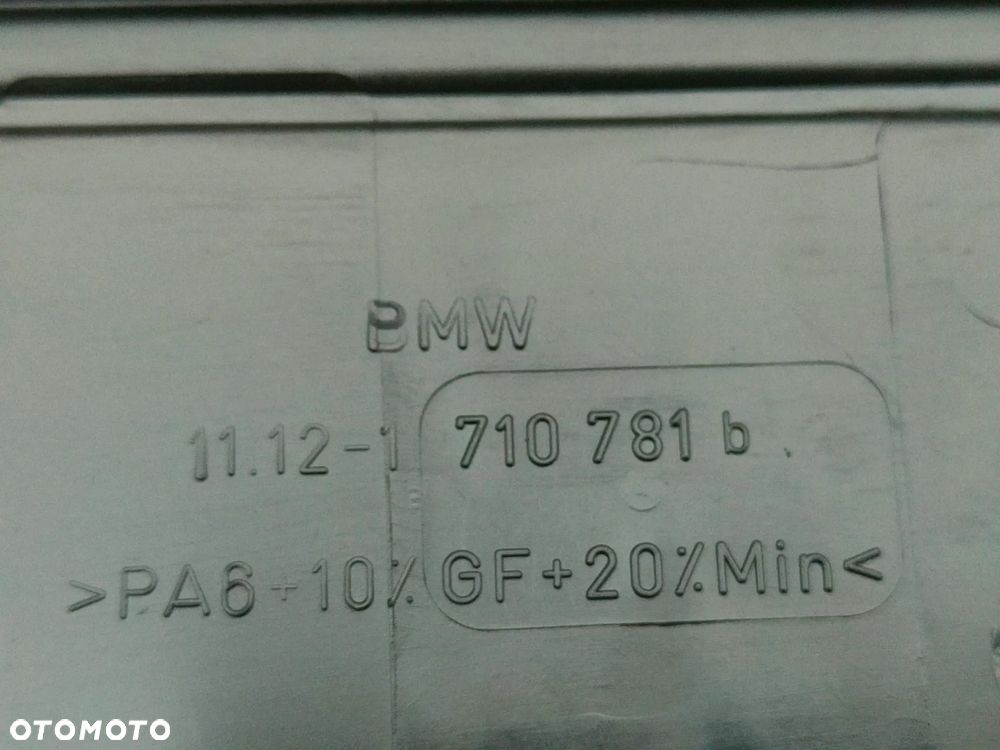 BMW
11.12-1 710 781 b
>PA6+10% GF+20%Min<
OTOMOTO